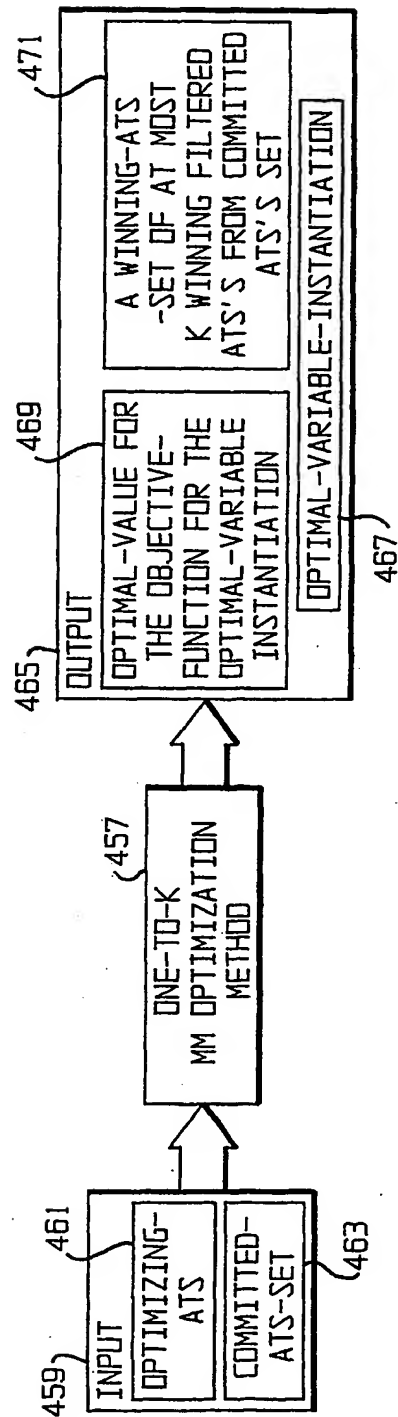 459
INPUT
461
OPTIMIZING-
ATS
COMMITTED-
ATS-SET
463
457
ONE-TO-K
MM OPTIMIZATION
METHOD
465
OUTPUT
469
OPTIMAL-VALUE FOR
THE OBJECTIVE-
FUNCTION FOR THE
OPTIMAL-VARIABLE
INSTANTIATION
471
A WINNING-ATS
-SET OF AT MOST
K WINNING FILTERED
ATS'S FROM COMMITTED
ATS'S SET
OPTIMAL-VARIABLE-INSTANTIATION
467